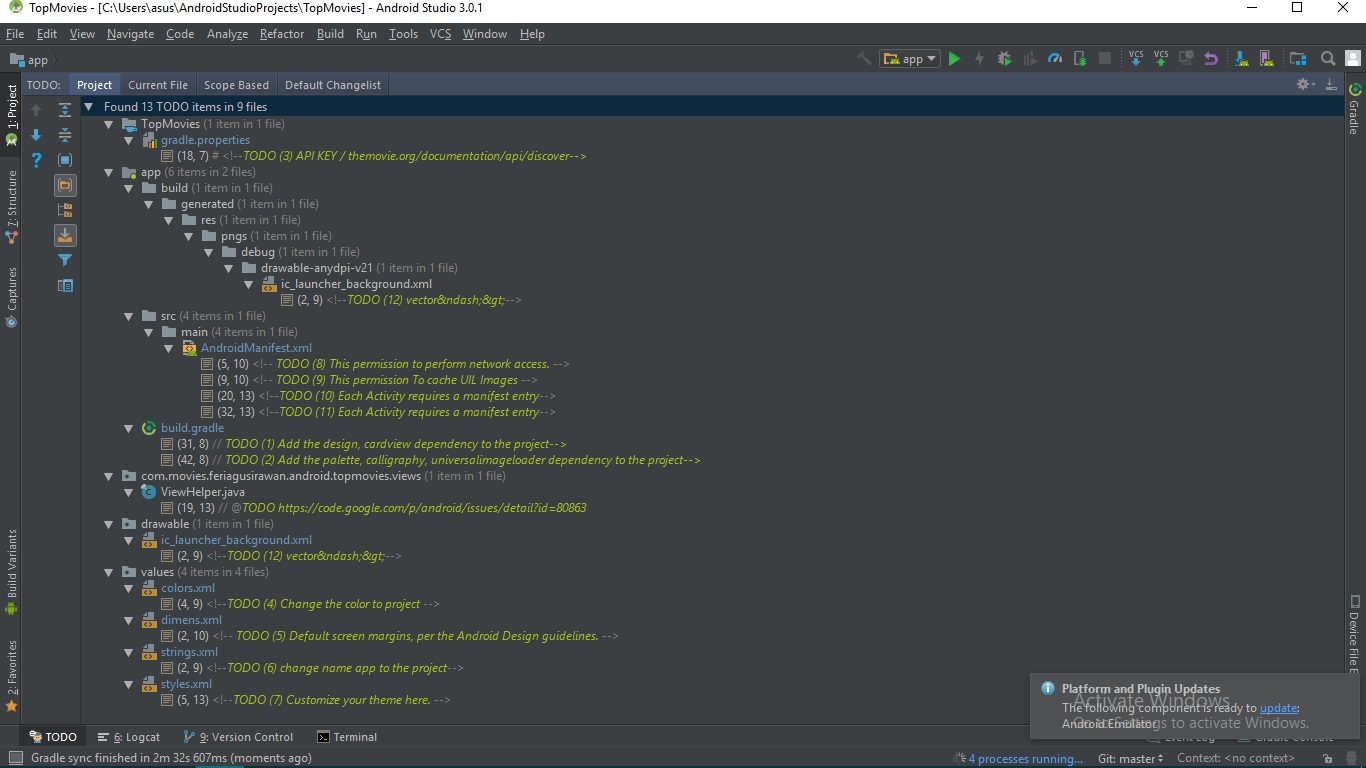 TopMovies - [C:\Users\asus\AndroidStudioProjects\TopMovies] - Android Studio 3.0.1
File Edit View Navigate Code Analyze Refactor Build Run Tools VCS Window Help
app
app
VCS VCS
TODO: Project Current File Scope Based Default Changelist
1: Project
7: Structure
Captures
Build Variants
2: Favorites
Found 13 TODO items in 9 files
TopMovies (1 item in 1 file)
gradle.properties
(18, 7) # <!--TODO (3) API KEY / themovie.org/documentation/api/discover-->
app (6 items in 2 files)
build (1 item in 1 file)
generated (1 item in 1 file)
res (1 item in 1 file)
pngs (1 item in 1 file)
debug (1 item in 1 file)
drawable-anydpi-v21 (1 item in 1 file)
ic_launcher_background.xml
(2, 9) <!--TODO (12) vector&ndash;&gt;-->
src (4 items in 1 file)
main (4 items in 1 file)
AndroidManifest.xml
(5, 10) <!-- TODO (8) This permission to perform network access. -->
(9, 10) <!-- TODO (9) This permission To cache UIL Images -->
(20, 13) <!--TODO (10) Each Activity requires a manifest entry-->
(32, 13) <!--TODO (11) Each Activity requires a manifest entry-->
build.gradle
(31, 8) // TODO (1) Add the design, cardview dependency to the project-->
(42, 8) // TODO (2) Add the palette, calligraphy, universalimageloader dependency to the project-->
com.movies.feriagusirawan.android.topmovies.views (1 item in 1 file)
ViewHelper.java
(19, 13) // @TODO https://code.google.com/p/android/issues/detail?id=80863
drawable (1 item in 1 file)
ic_launcher_background.xml
(2, 9) <!--TODO (12) vector&ndash;&gt;-->
values (4 items in 4 files)
colors.xml
(4, 9) <!--TODO (4) Change the color to project -->
dimens.xml
(2, 10) <!-- TODO (5) Default screen margins, per the Android Design guidelines. -->
strings.xml
(2, 9) <!--TODO (6) change name app to the project-->
styles.xml
(5, 13) <!--TODO (7) Customize your theme here. -->
Gradle
Device File E
Platform and Plugin Updates
The following component is ready to update:
Android Emulator
Activate Windows
Go to Settings to activate Windows.
TODO 6: Logcat 9: Version Control Terminal Event Log Gradle Console
Gradle sync finished in 2m 32s 607ms (moments ago) 4 processes running... Git: master Context: <no context>